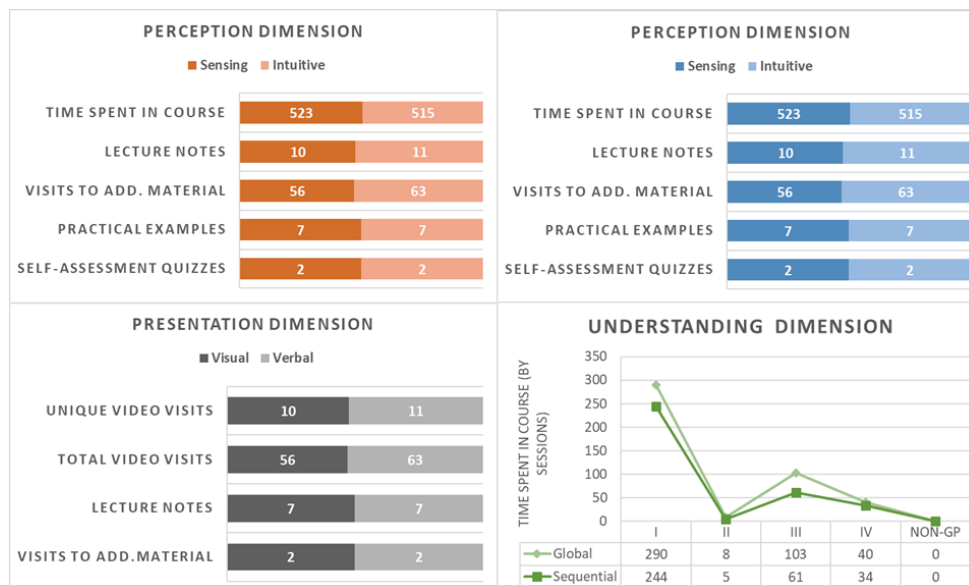 PERCEPTION DIMENSION
Sensing Intuitive
TIME SPENT IN COURSE 523 515
LECTURE NOTES 10 11
VISITS TO ADD. MATERIAL 56 63
PRACTICAL EXAMPLES 7 7
SELF-ASSESSMENT QUIZZES 2 2
PERCEPTION DIMENSION
Sensing Intuitive
TIME SPENT IN COURSE 523 515
LECTURE NOTES 10 11
VISITS TO ADD. MATERIAL 56 63
PRACTICAL EXAMPLES 7 7
SELF-ASSESSMENT QUIZZES 2 2
PRESENTATION DIMENSION
Visual Verbal
UNIQUE VIDEO VISITS 10 11
TOTAL VIDEO VISITS 56 63
LECTURE NOTES 7 7
VISITS TO ADD.MATERIAL 2 2
UNDERSTANDING DIMENSION
TIME SPENT IN COURSE (BY
SESSIONS)
350
300
250
200
150
100
50
0
I II III IV NON-GP
Global 290 8 103 40 0
Sequential 244 5 61 34 0